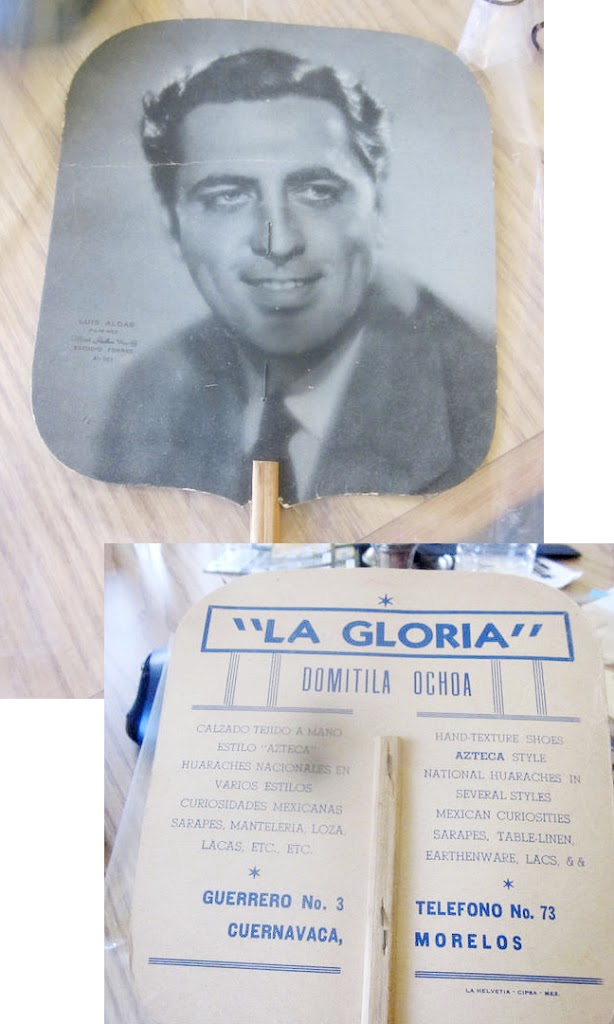 LUIS ALDAS
ESTUDIO TORRES
"LA GLORIA"
DOMITILA OCHOA
CALZADO TEJIDO A MANO
ESTILO "AZTECA"
HUARACHES NACIONALES EN
VARIOS ESTILOS
CURIOSIDADES MEXICANAS
SARAPES, MANTELERIA, LOZA,
LACAS, ETC., ETC.
GUERRERO No. 3
CUERNAVACA,
HAND-TEXTURE SHOES
AZTECA STYLE
NATIONAL HUARACHES IN
SEVERAL STYLES
MEXICAN CURIOSITIES
SARAPES, TABLE-LINEN,
EARTHENWARE, LACS, & &
TELEFONO No. 73
MORELOS
LA HELVETIA - CIPSA - MEX.